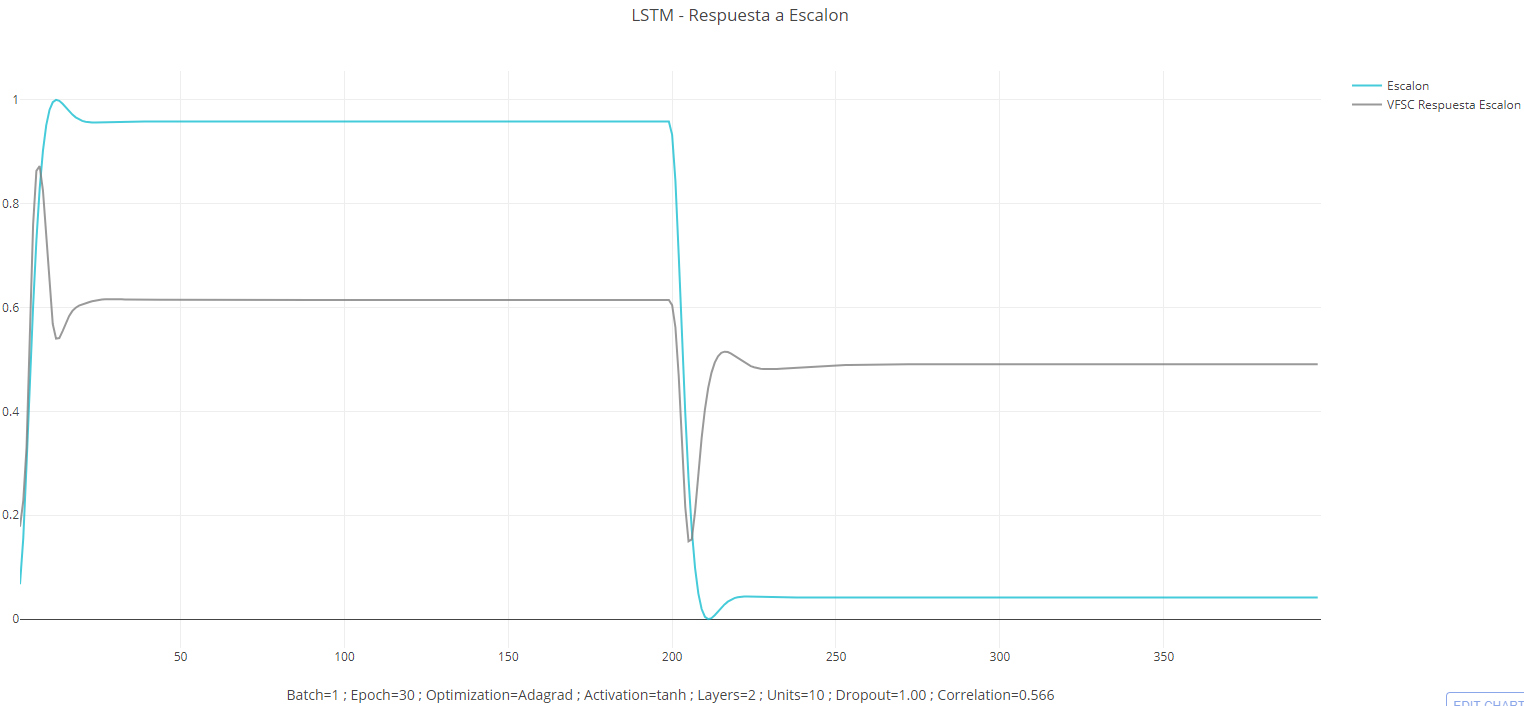 LSTM - Respuesta a Escalon
Escalon
VFSC Respuesta Escalon
1
0.8
0.6
0.4
0.2
0
50 100 150 200 250 300 350
Batch=1 ; Epoch=30 ; Optimization=Adagrad ; Activation=tanh ; Layers=2 ; Units=10 ; Dropout=1.00 ; Correlation=0.566
EDIT CHART